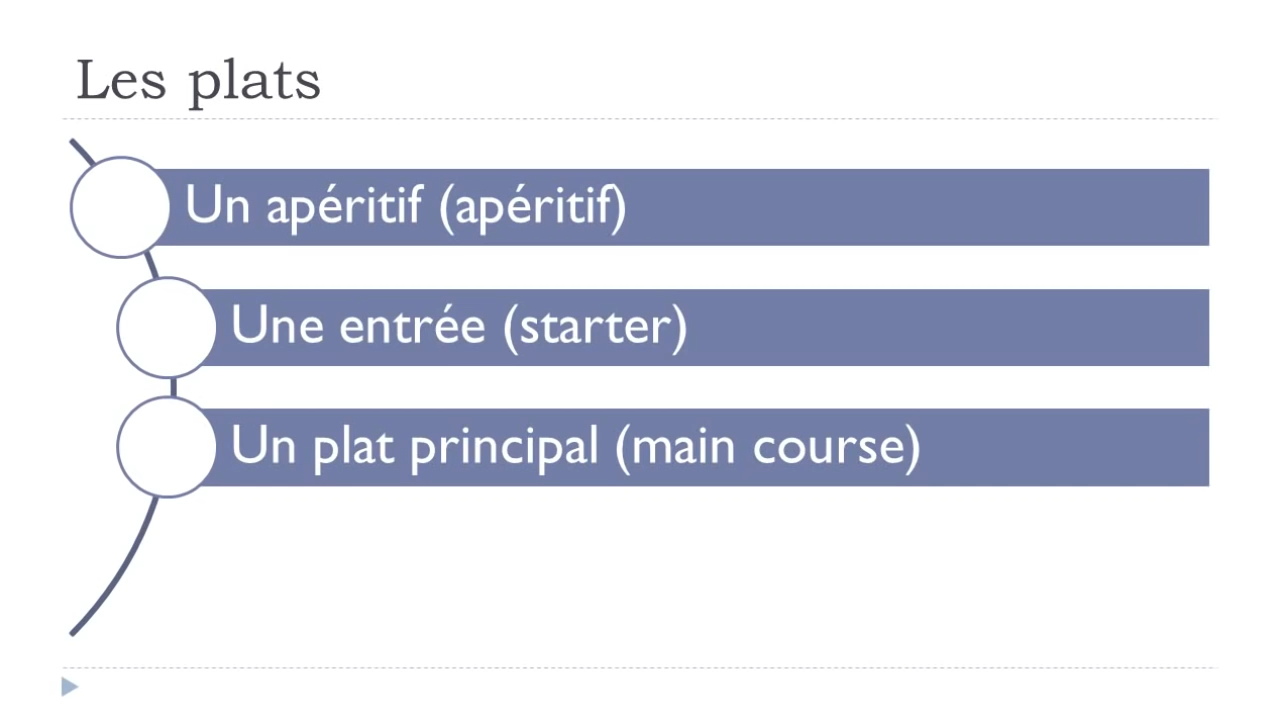 Les plats
Un apéritif (apéritif)
Une entrée (starter)
Un plat principal (main course)